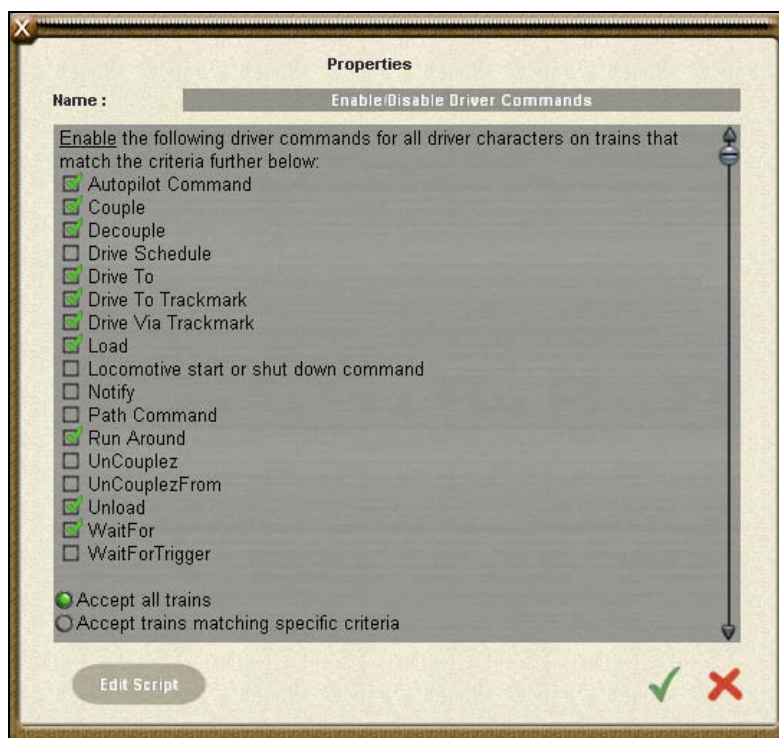 X
Properties
Name :
Enable/Disable Driver Commands
Enable the following driver commands for all driver characters on trains that
match the criteria further below:
Autopilot Command
Couple
Decouple
Drive Schedule
Drive To
Drive To Trackmark
Drive Via Trackmark
Load
Locomotive start or shut down command
Notify
Path Command
Run Around
UnCouplez
UnCouplezFrom
Unload
WaitFor
WaitForTrigger
Accept all trains
Accept trains matching specific criteria
Edit Script